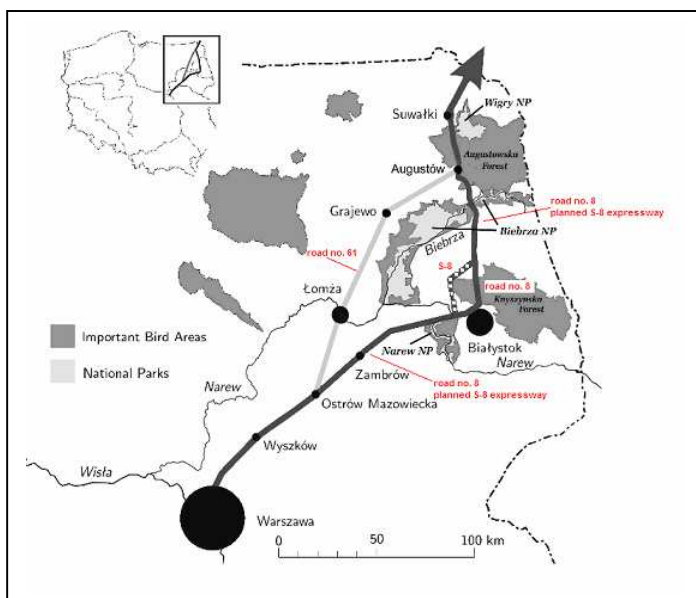 Wigry NP
Suwałki
Augustowska
Forest
Augustów
road no. 8
planned S-8 expressway
Grajewo
Biebrza NP
Biebrza
road no. 61
S-8
road no. 8
Knyszynska
Forest
Łomża
Important Bird Areas
Białystok
Narew NP
National Parks
Narew
Narew
Zambrów
road no. 8
planned S-8 expressway
Ostrów Mazowiecka
Wyszków
Wisła
Warszawa
0 50 100 km